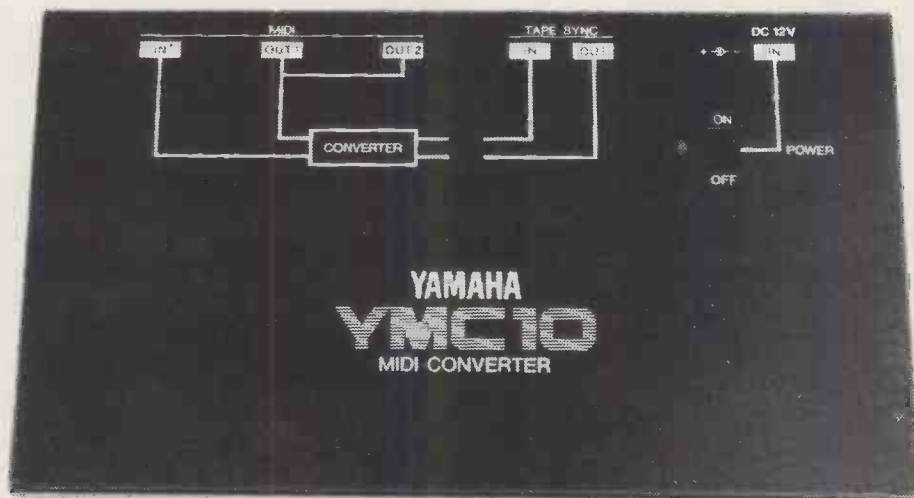 MIDI TAPE SYNC DC 12V
IN OUT1 OUT2 IN OUT + - IN
ON
CONVERTER
POWER
OFF
YAMAHA
YMC10
MIDI CONVERTER